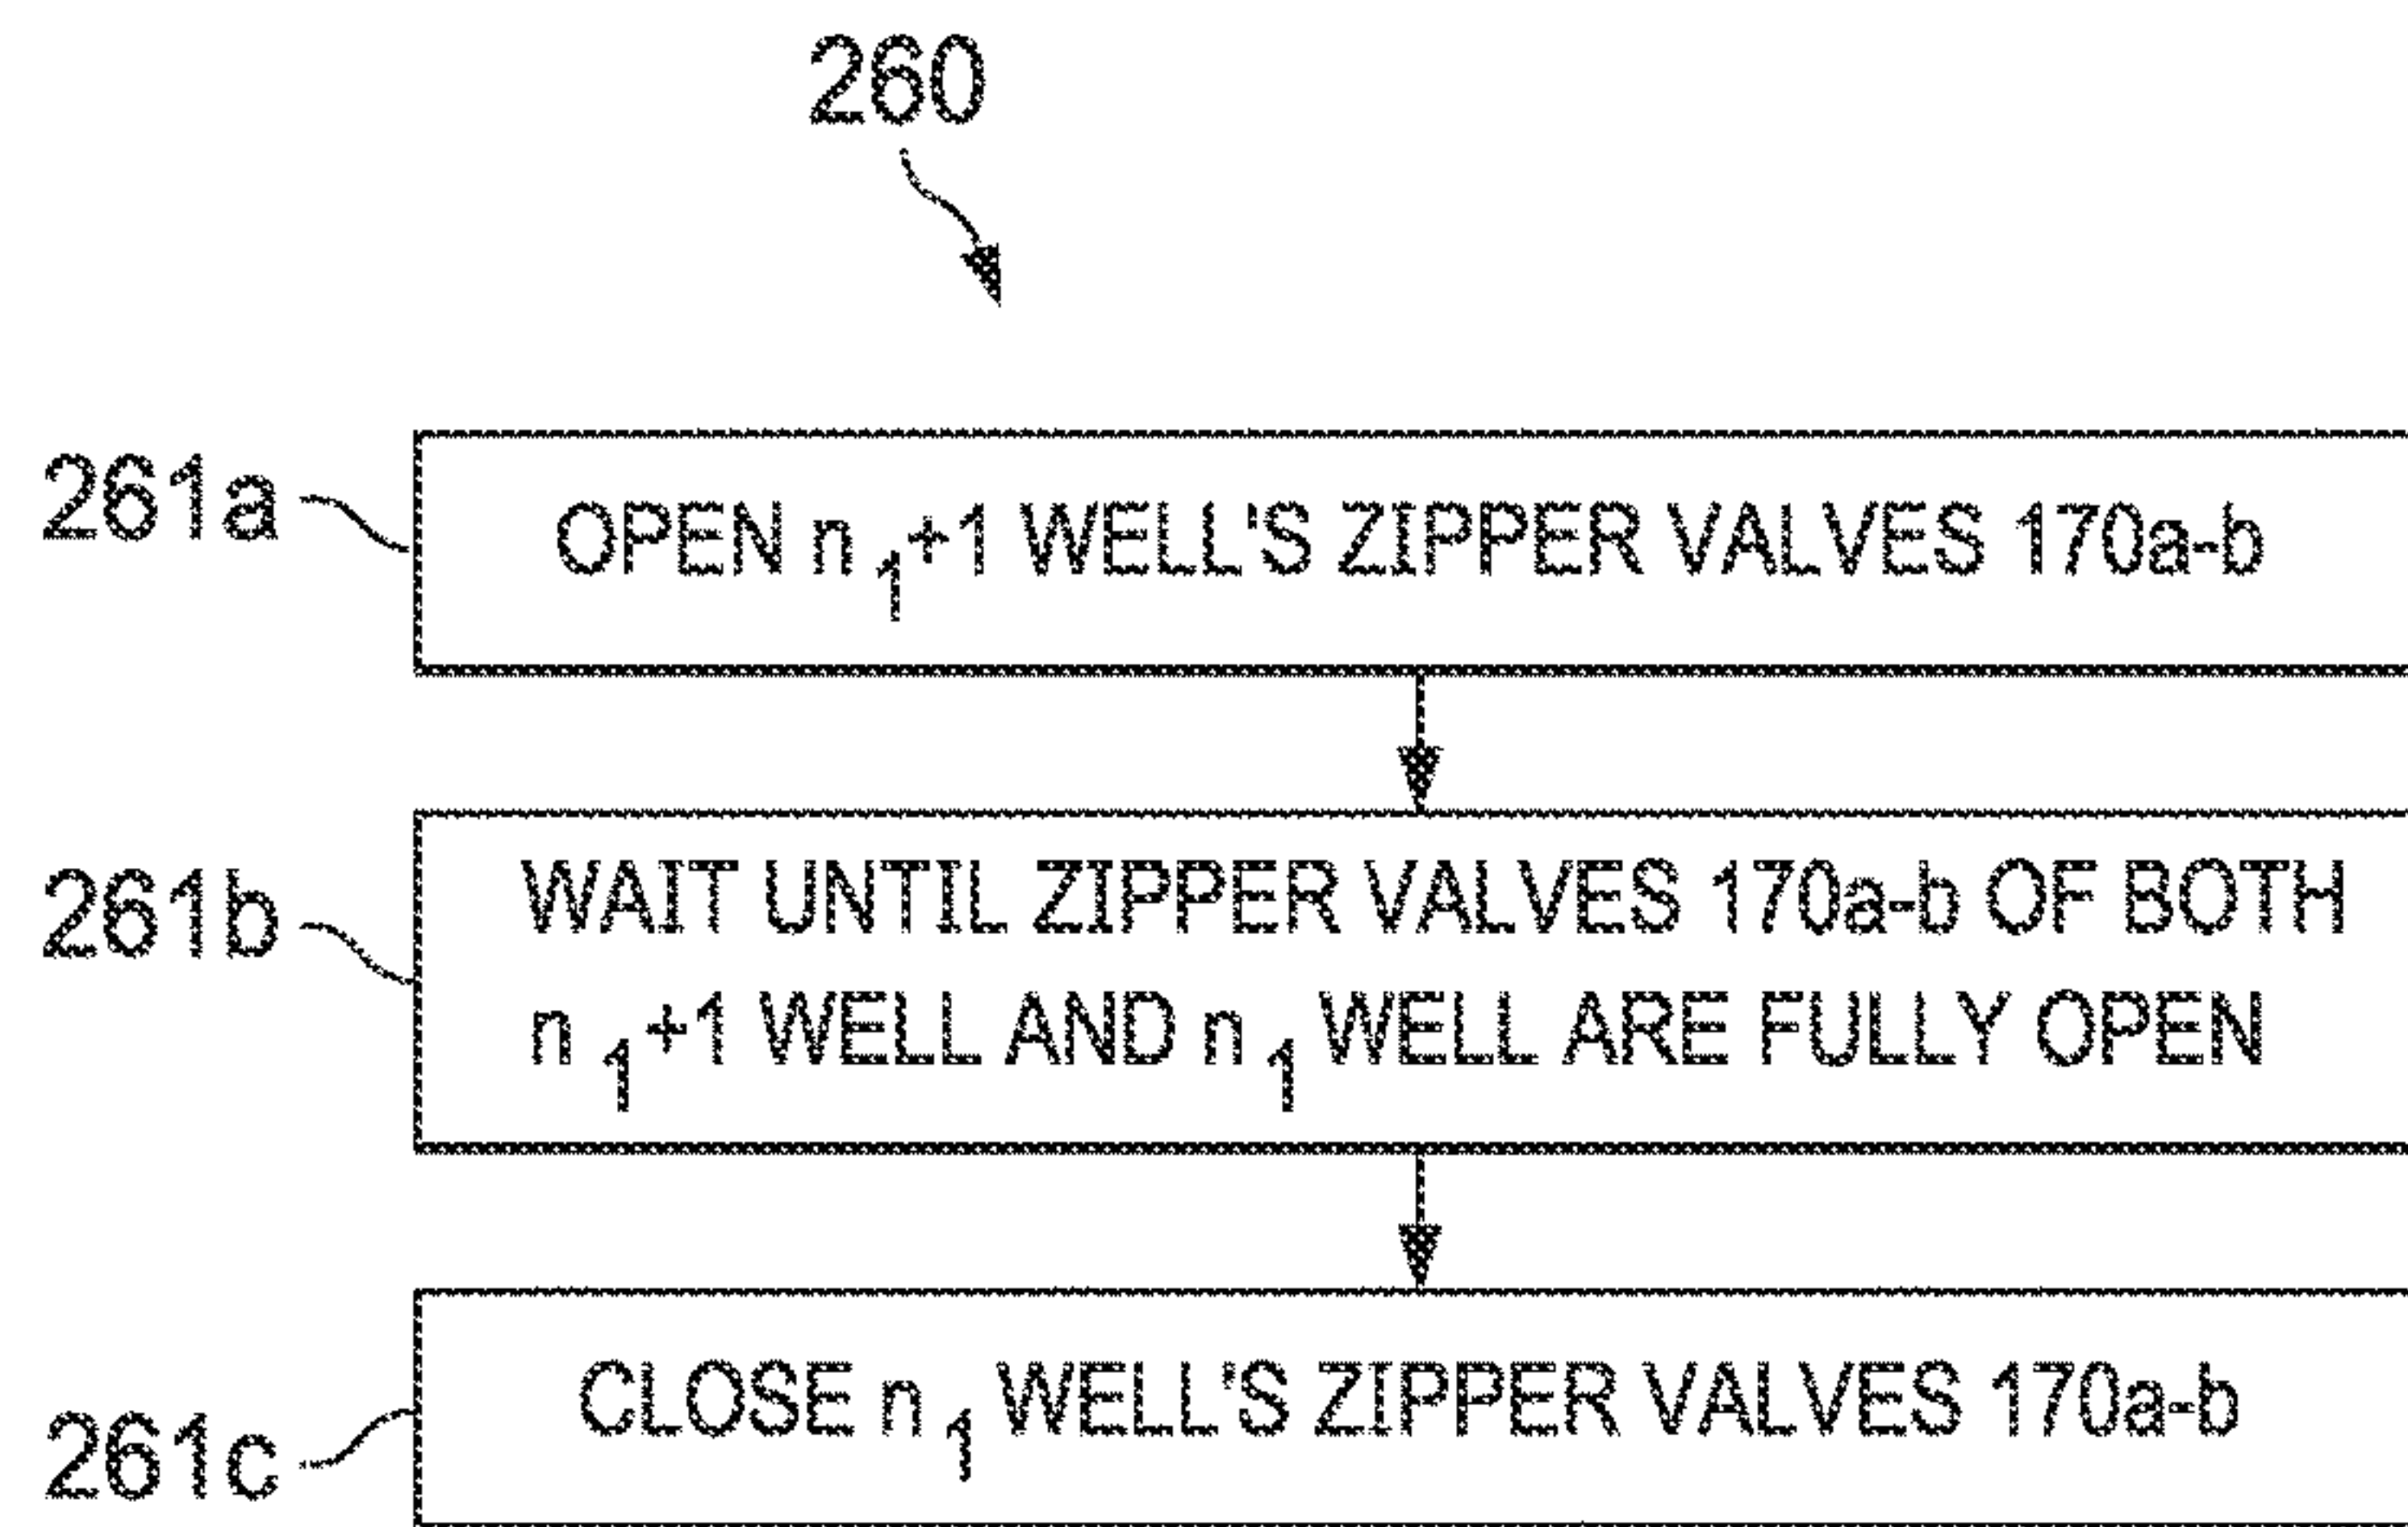 260
261a
OPEN n₁+1 WELL'S ZIPPER VALVES 170a-b
261b
WAIT UNTIL ZIPPER VALVES 170a-b OF BOTH
n₁+1 WELL AND n₁ WELL ARE FULLY OPEN
261c
CLOSE n₁ WELL'S ZIPPER VALVES 170a-b